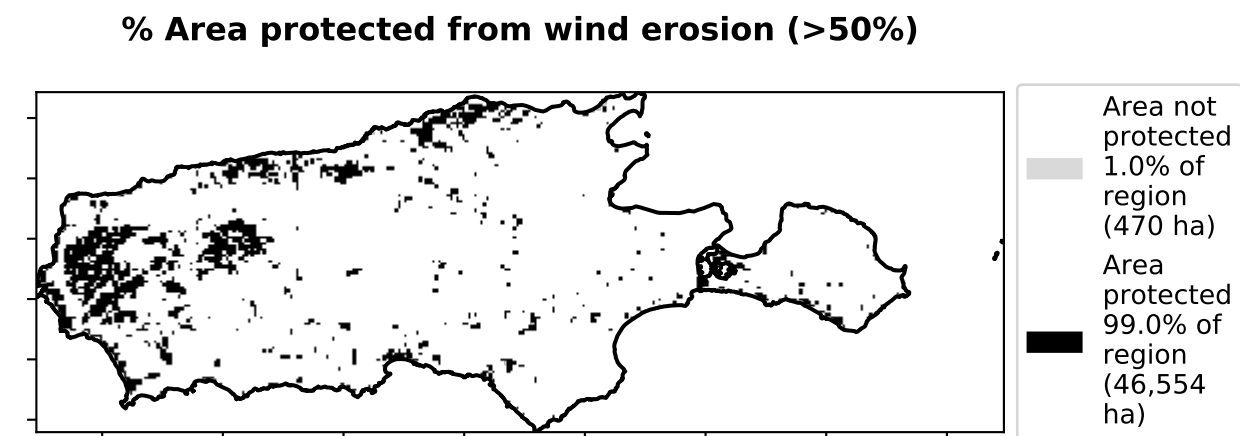 % Area protected from wind erosion (>50%)
Area not
protected
1.0% of
region
(470 ha)
Area
protected
99.0% of
region
(46,554
ha)